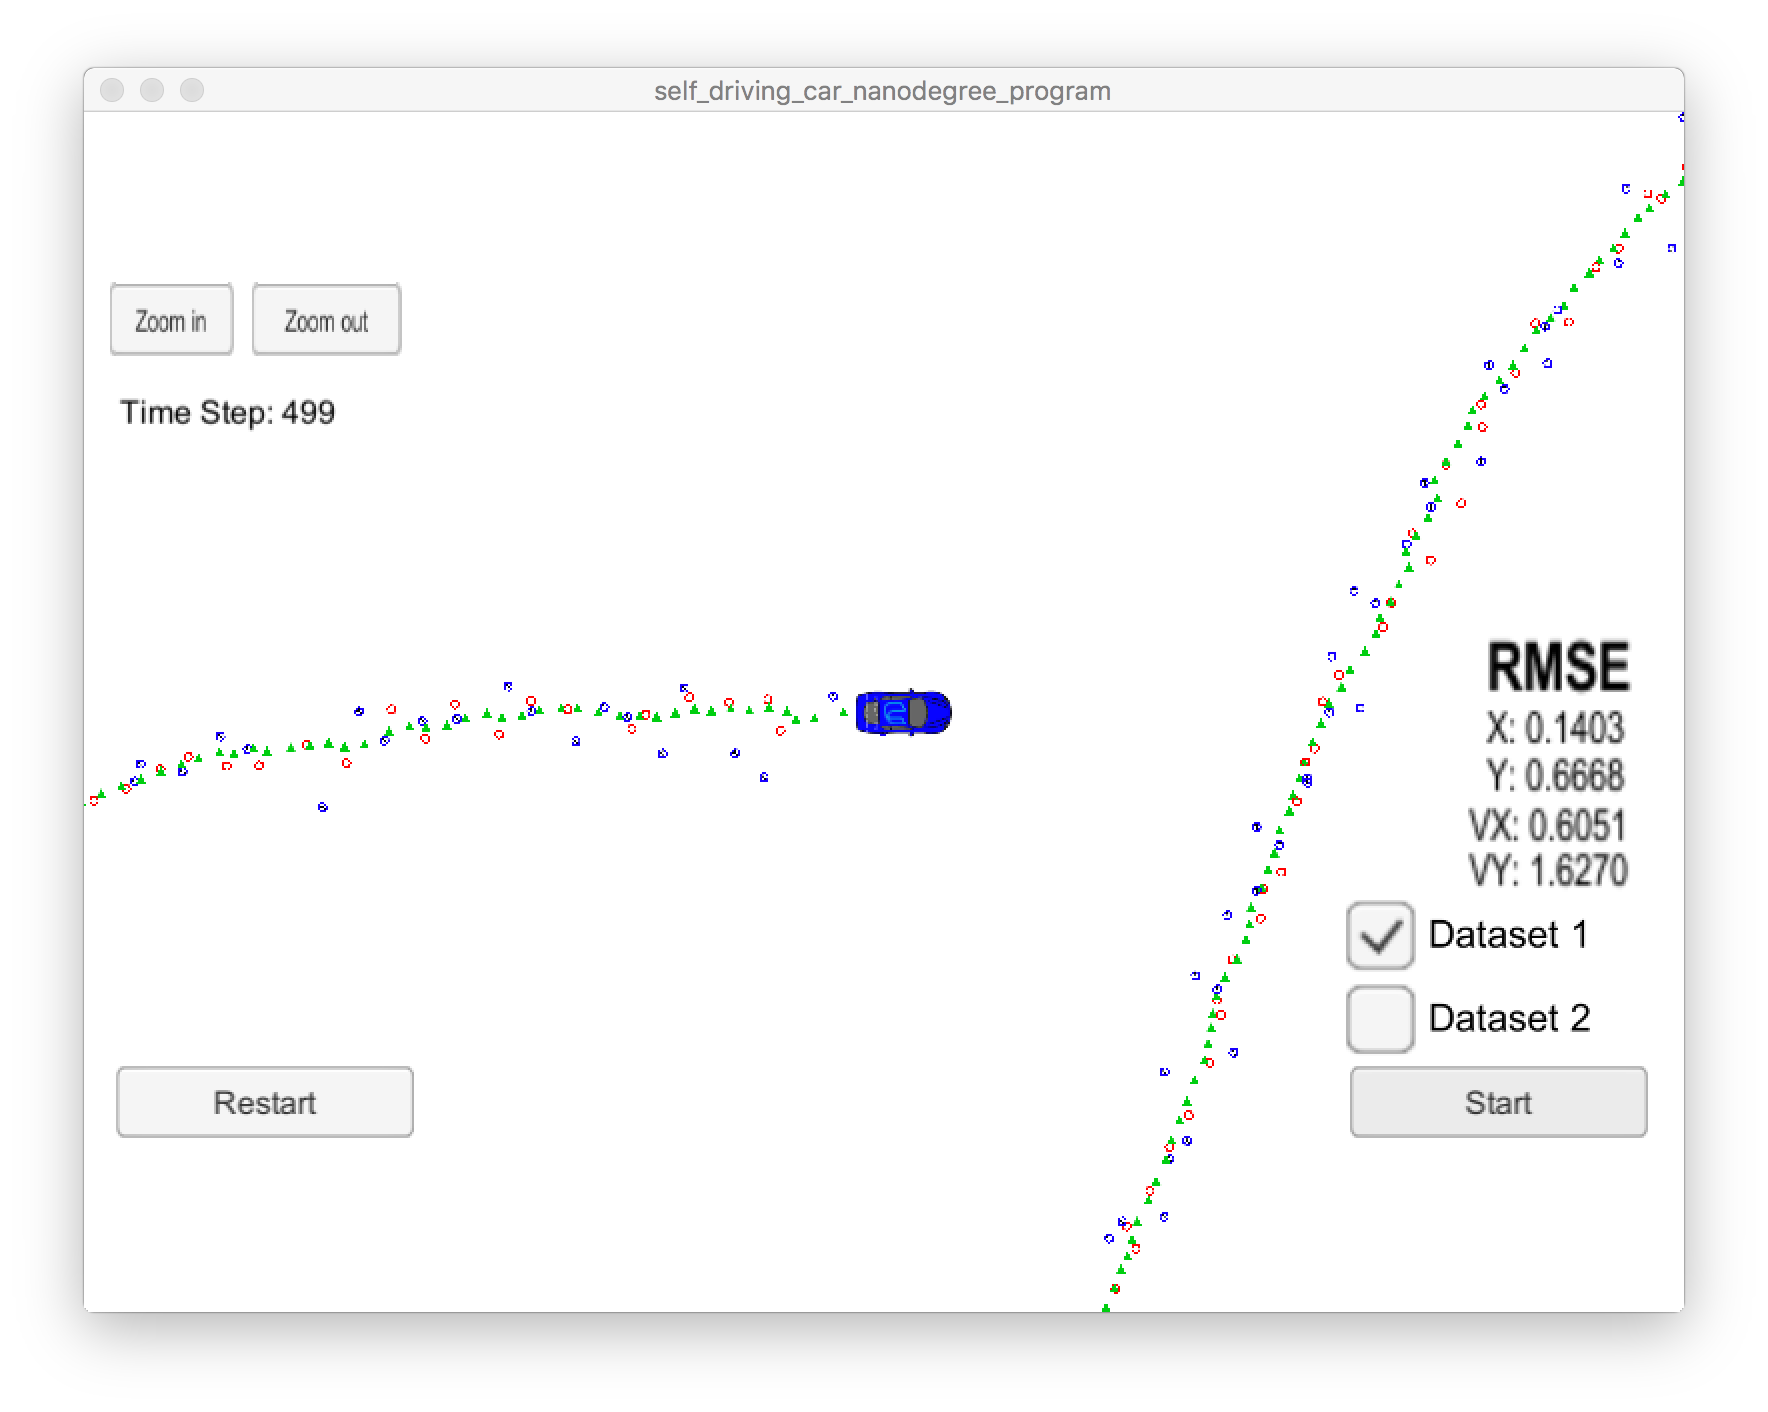 self_driving_car_nanodegree_program
Zoom in
Zoom out
Time Step: 499
RMSE
X: 0.1403
Y: 0.6668
VX: 0.6051
VY: 1.6270
Dataset 1
Dataset 2
Restart
Start